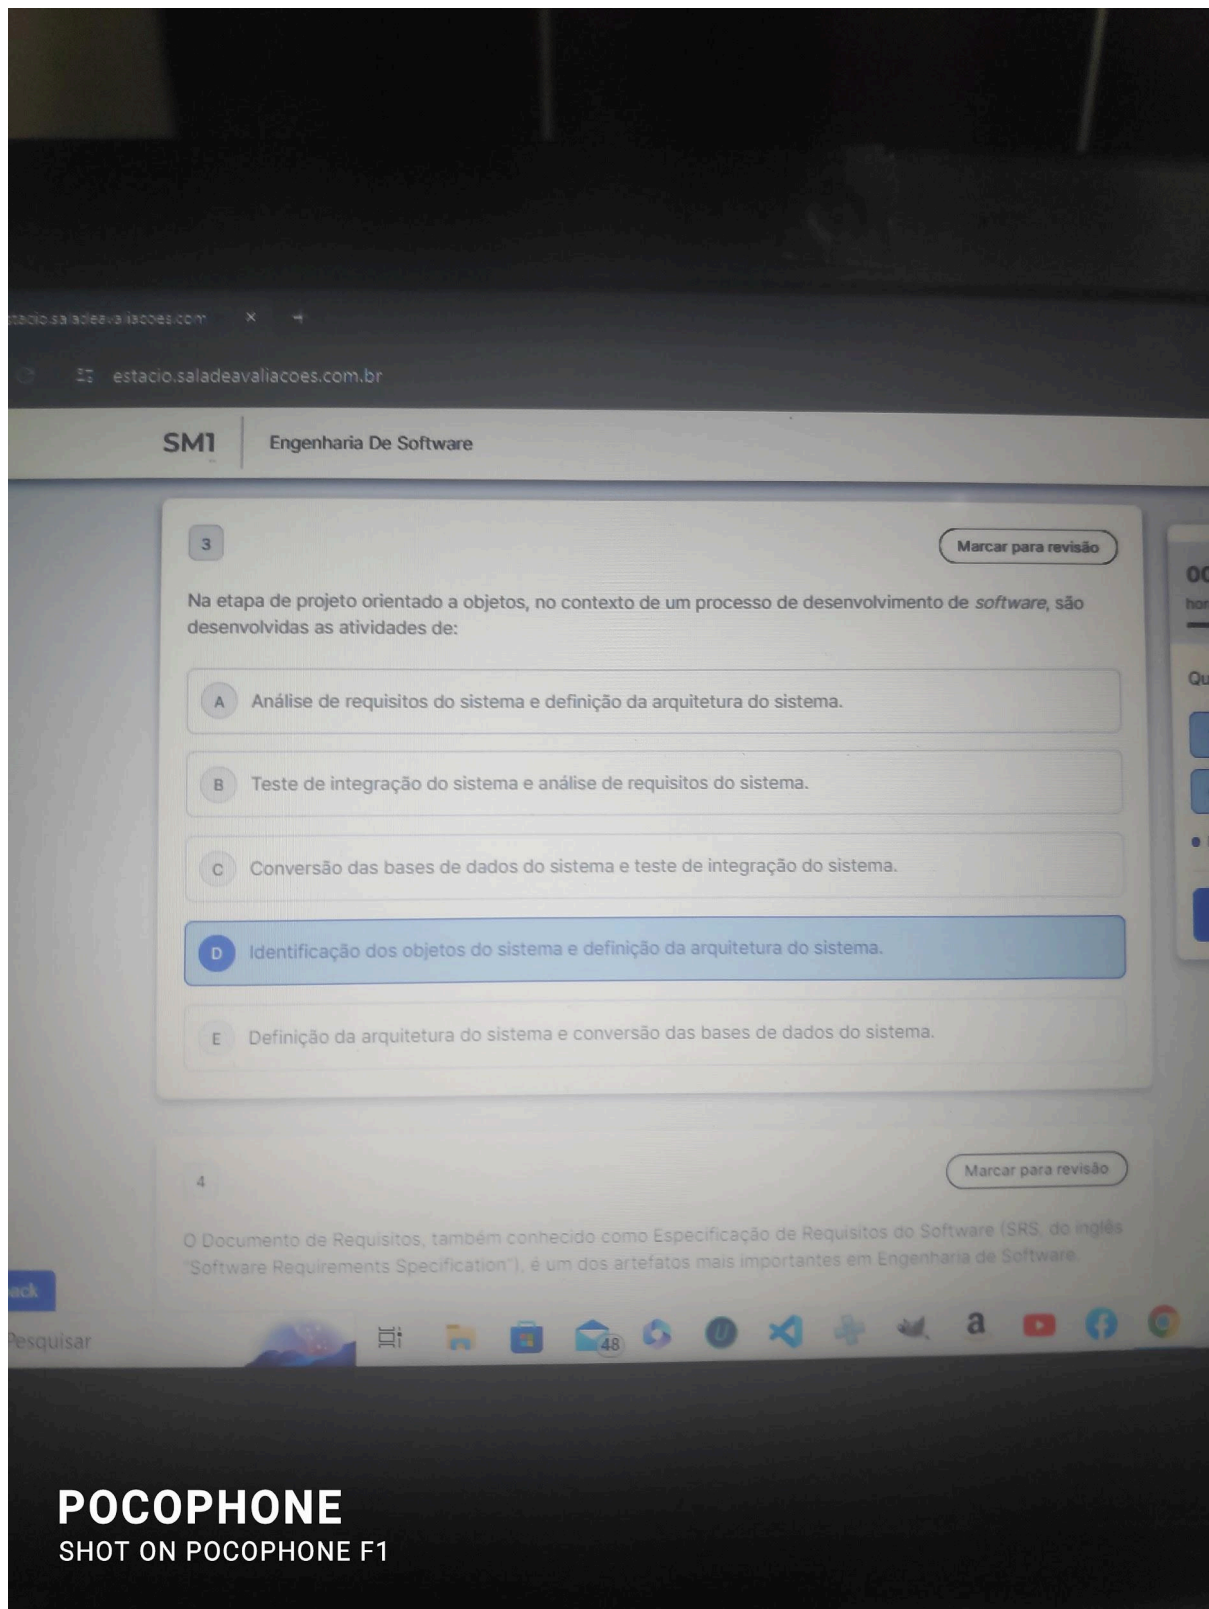 estacio.saladeavaliacoes.com
estacio.saladeavaliacoes.com.br
SM1
Engenharia De Software
3
Marcar para revisão
Na etapa de projeto orientado a objetos, no contexto de um processo de desenvolvimento de software, são
desenvolvidas as atividades de:
A Análise de requisitos do sistema e definição da arquitetura do sistema.
B Teste de integração do sistema e análise de requisitos do sistema.
C Conversão das bases de dados do sistema e teste de integração do sistema.
D Identificação dos objetos do sistema e definição da arquitetura do sistema.
E Definição da arquitetura do sistema e conversão das bases de dados do sistema.
4
Marcar para revisão
O Documento de Requisitos, também conhecido como Especificação de Requisitos do Software (SRS, do inglês
"Software Requirements Specification"), é um dos artefatos mais importantes em Engenharia de Software.
Pesquisar
48
a
POCOPHONE
SHOT ON POCOPHONE F1